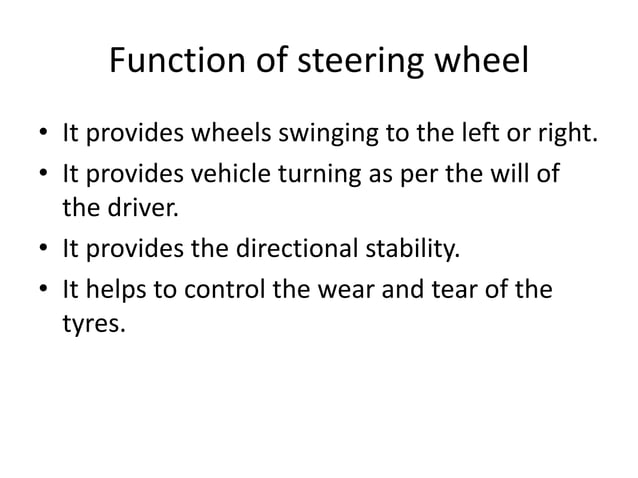 Function of steering wheel
• It provides wheels swinging to the left or right.
• It provides vehicle turning as per the will of
the driver.
• It provides the directional stability.
• It helps to control the wear and tear of the
tyres.